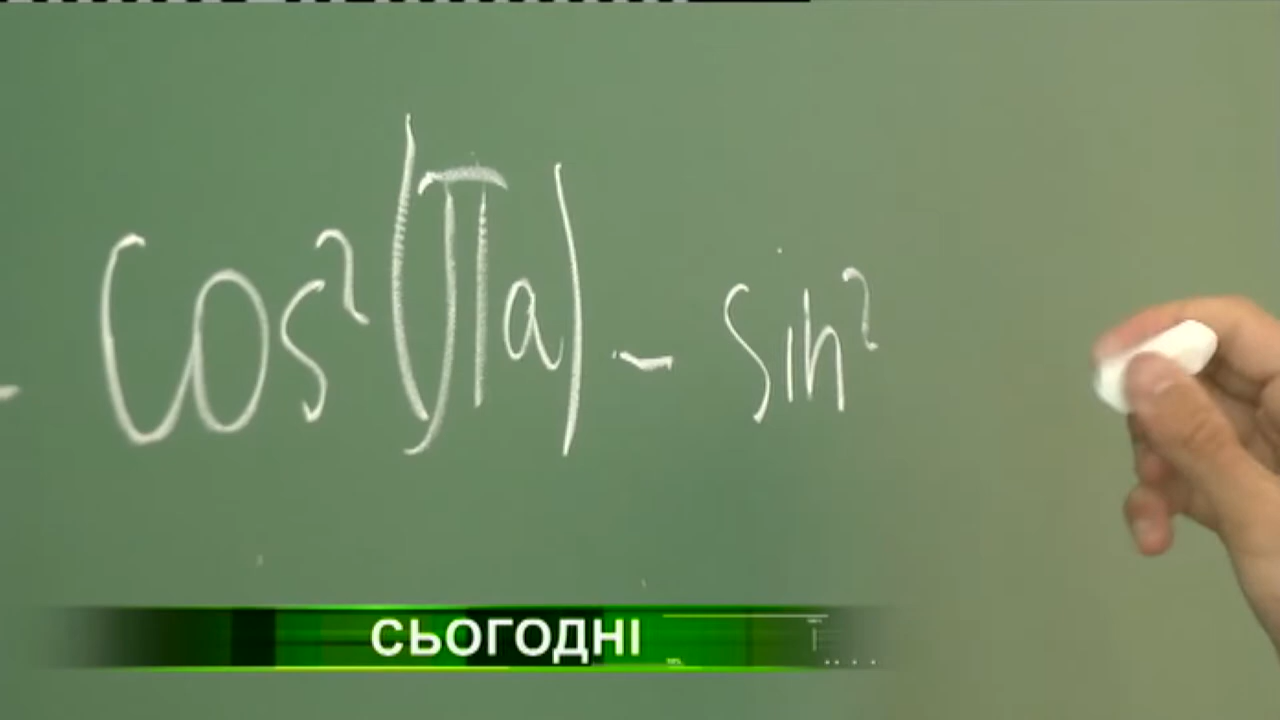 - cos²(πa) - sin²
СЬОГОДНІ